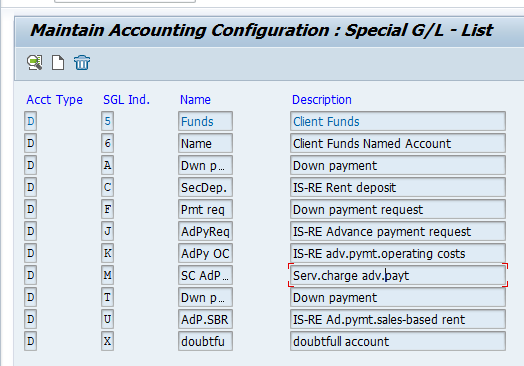 Maintain Accounting Configuration : Special G/L - List
Acct Type SGL Ind. Name Description
D 5 Funds Client Funds
D 6 Name Client Funds Named Account
D A Dwn p... Down payment
D C SecDep. IS-RE Rent deposit
D F Pmt req Down payment request
D J AdPyReq IS-RE Advance payment request
D K AdPy OC IS-RE adv.pymt.operating costs
D M SC AdP... Serv.charge adv.payt
D T Dwn p... Down payment
D U AdP.SBR IS-RE Ad.pymt.sales-based rent
D X doubtfu doubtfull account